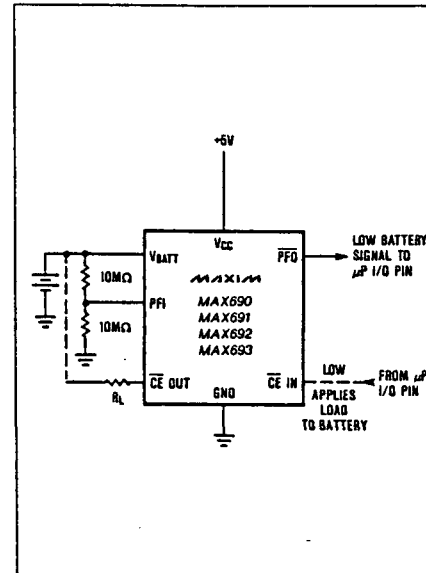 +5V
VBATT
VCC
PFO
LOW BATTERY
SIGNAL TO
μP I/O PIN
10MΩ
MAXIM
PFI
MAX690
MAX691
10MΩ
MAX692
MAX693
LOW
FROM μP
I/O PIN
CE OUT
GND
CE IN
APPLIES
LOAD
TO BATTERY
RL